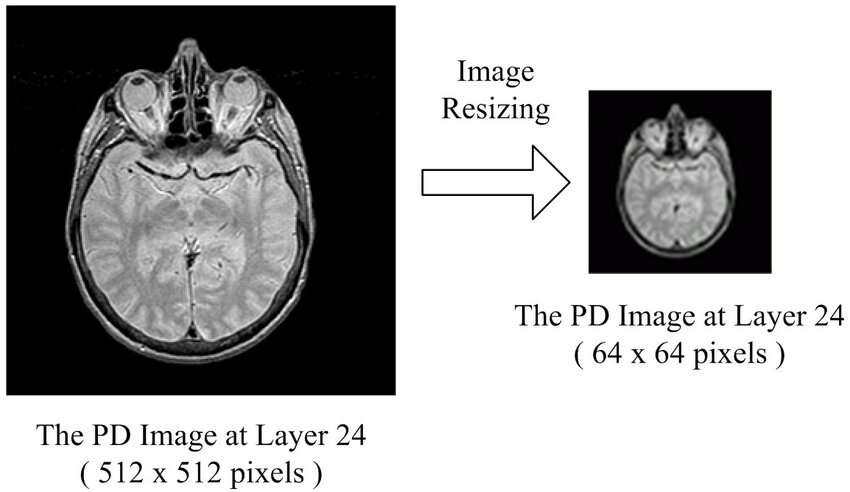 Image
Resizing
The PD Image at Layer 24
( 64 x 64 pixels )
The PD Image at Layer 24
( 512 x 512 pixels )